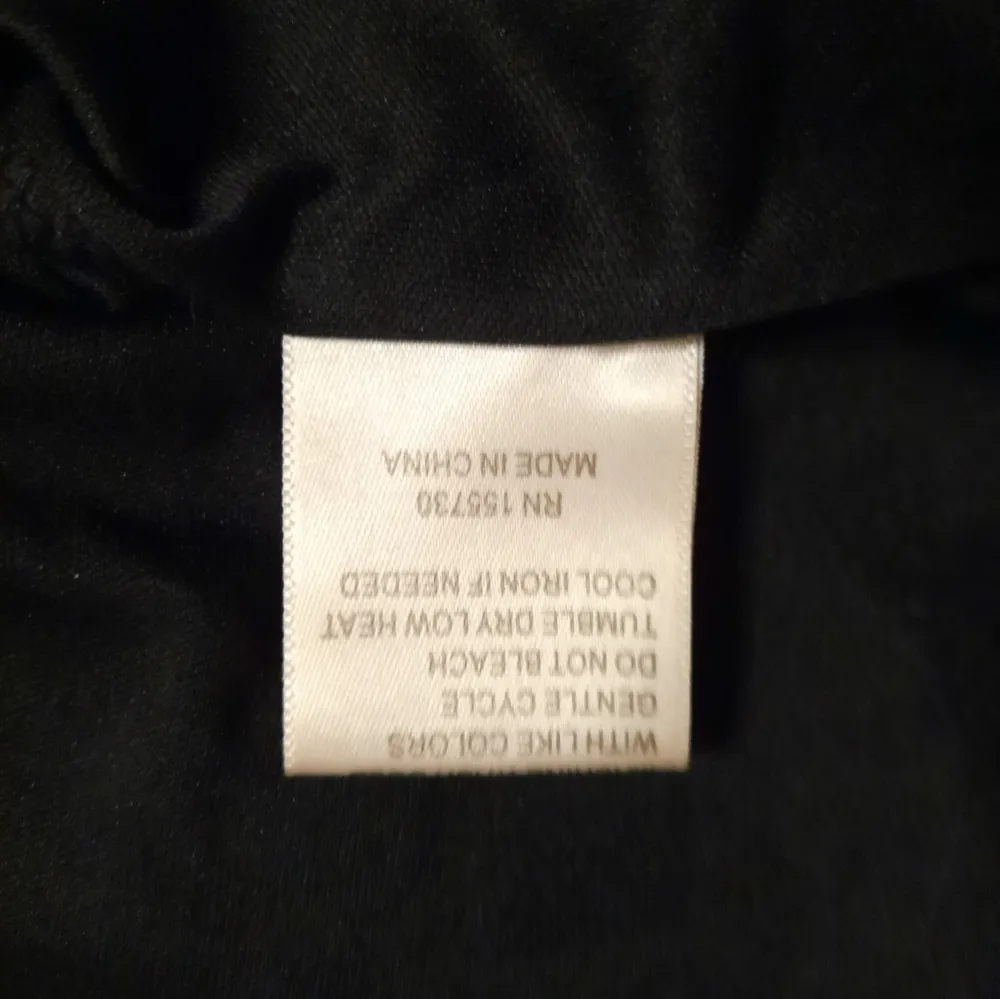 WITH LIKE COLORS
GENTLE CYCLE
DO NOT BLEACH
TUMBLE DRY LOW HEAT
COOL IRON IF NEEDED
RN 155730
MADE IN CHINA